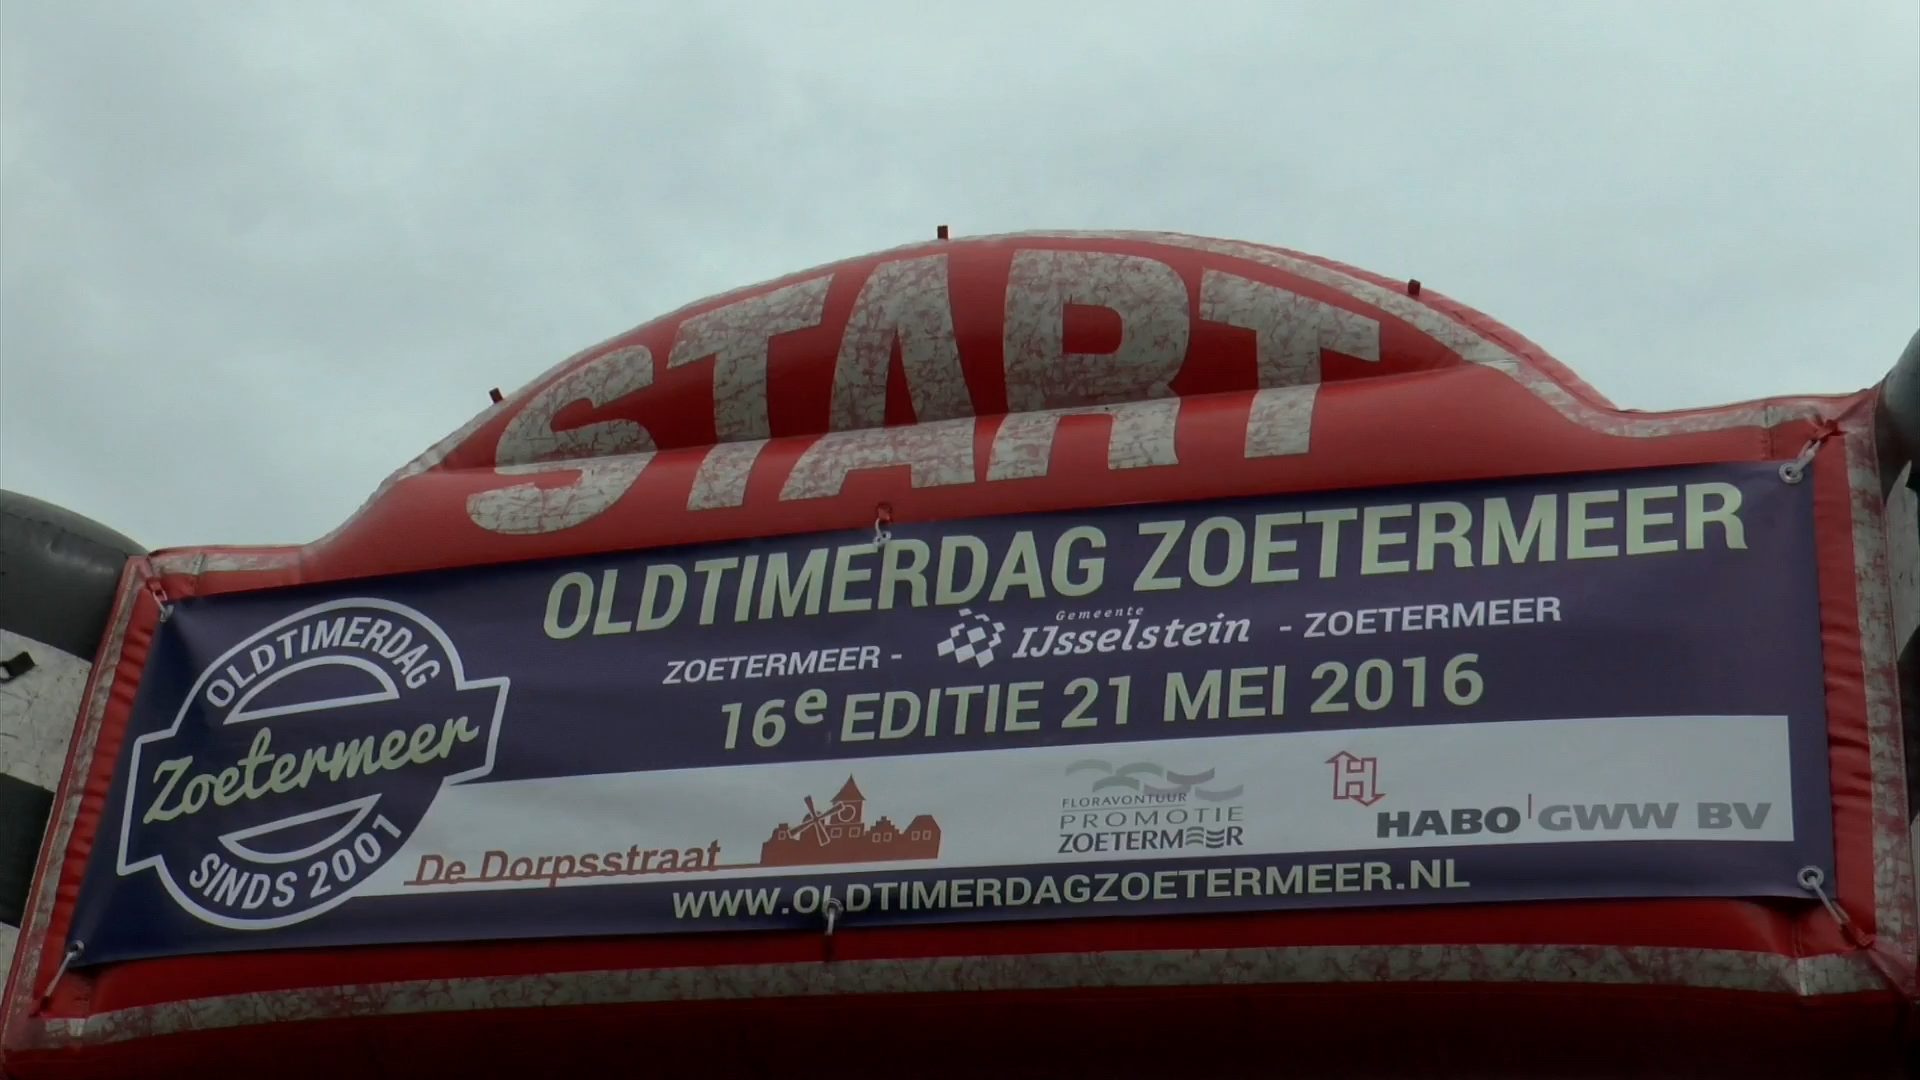 START
OLDTIMERDAG ZOETERMEER
ZOETERMEER - Gemeente IJsselstein - ZOETERMEER
16e EDITIE 21 MEI 2016
OLDTIMERDAG
Zoetermeer
SINDS 2001
De Dorpsstraat
FLORAVONTUUR
PROMOTIE
ZOETERMEER
H
HABO GWW BV
WWW.OLDTIMERDAGZOETERMEER.NL